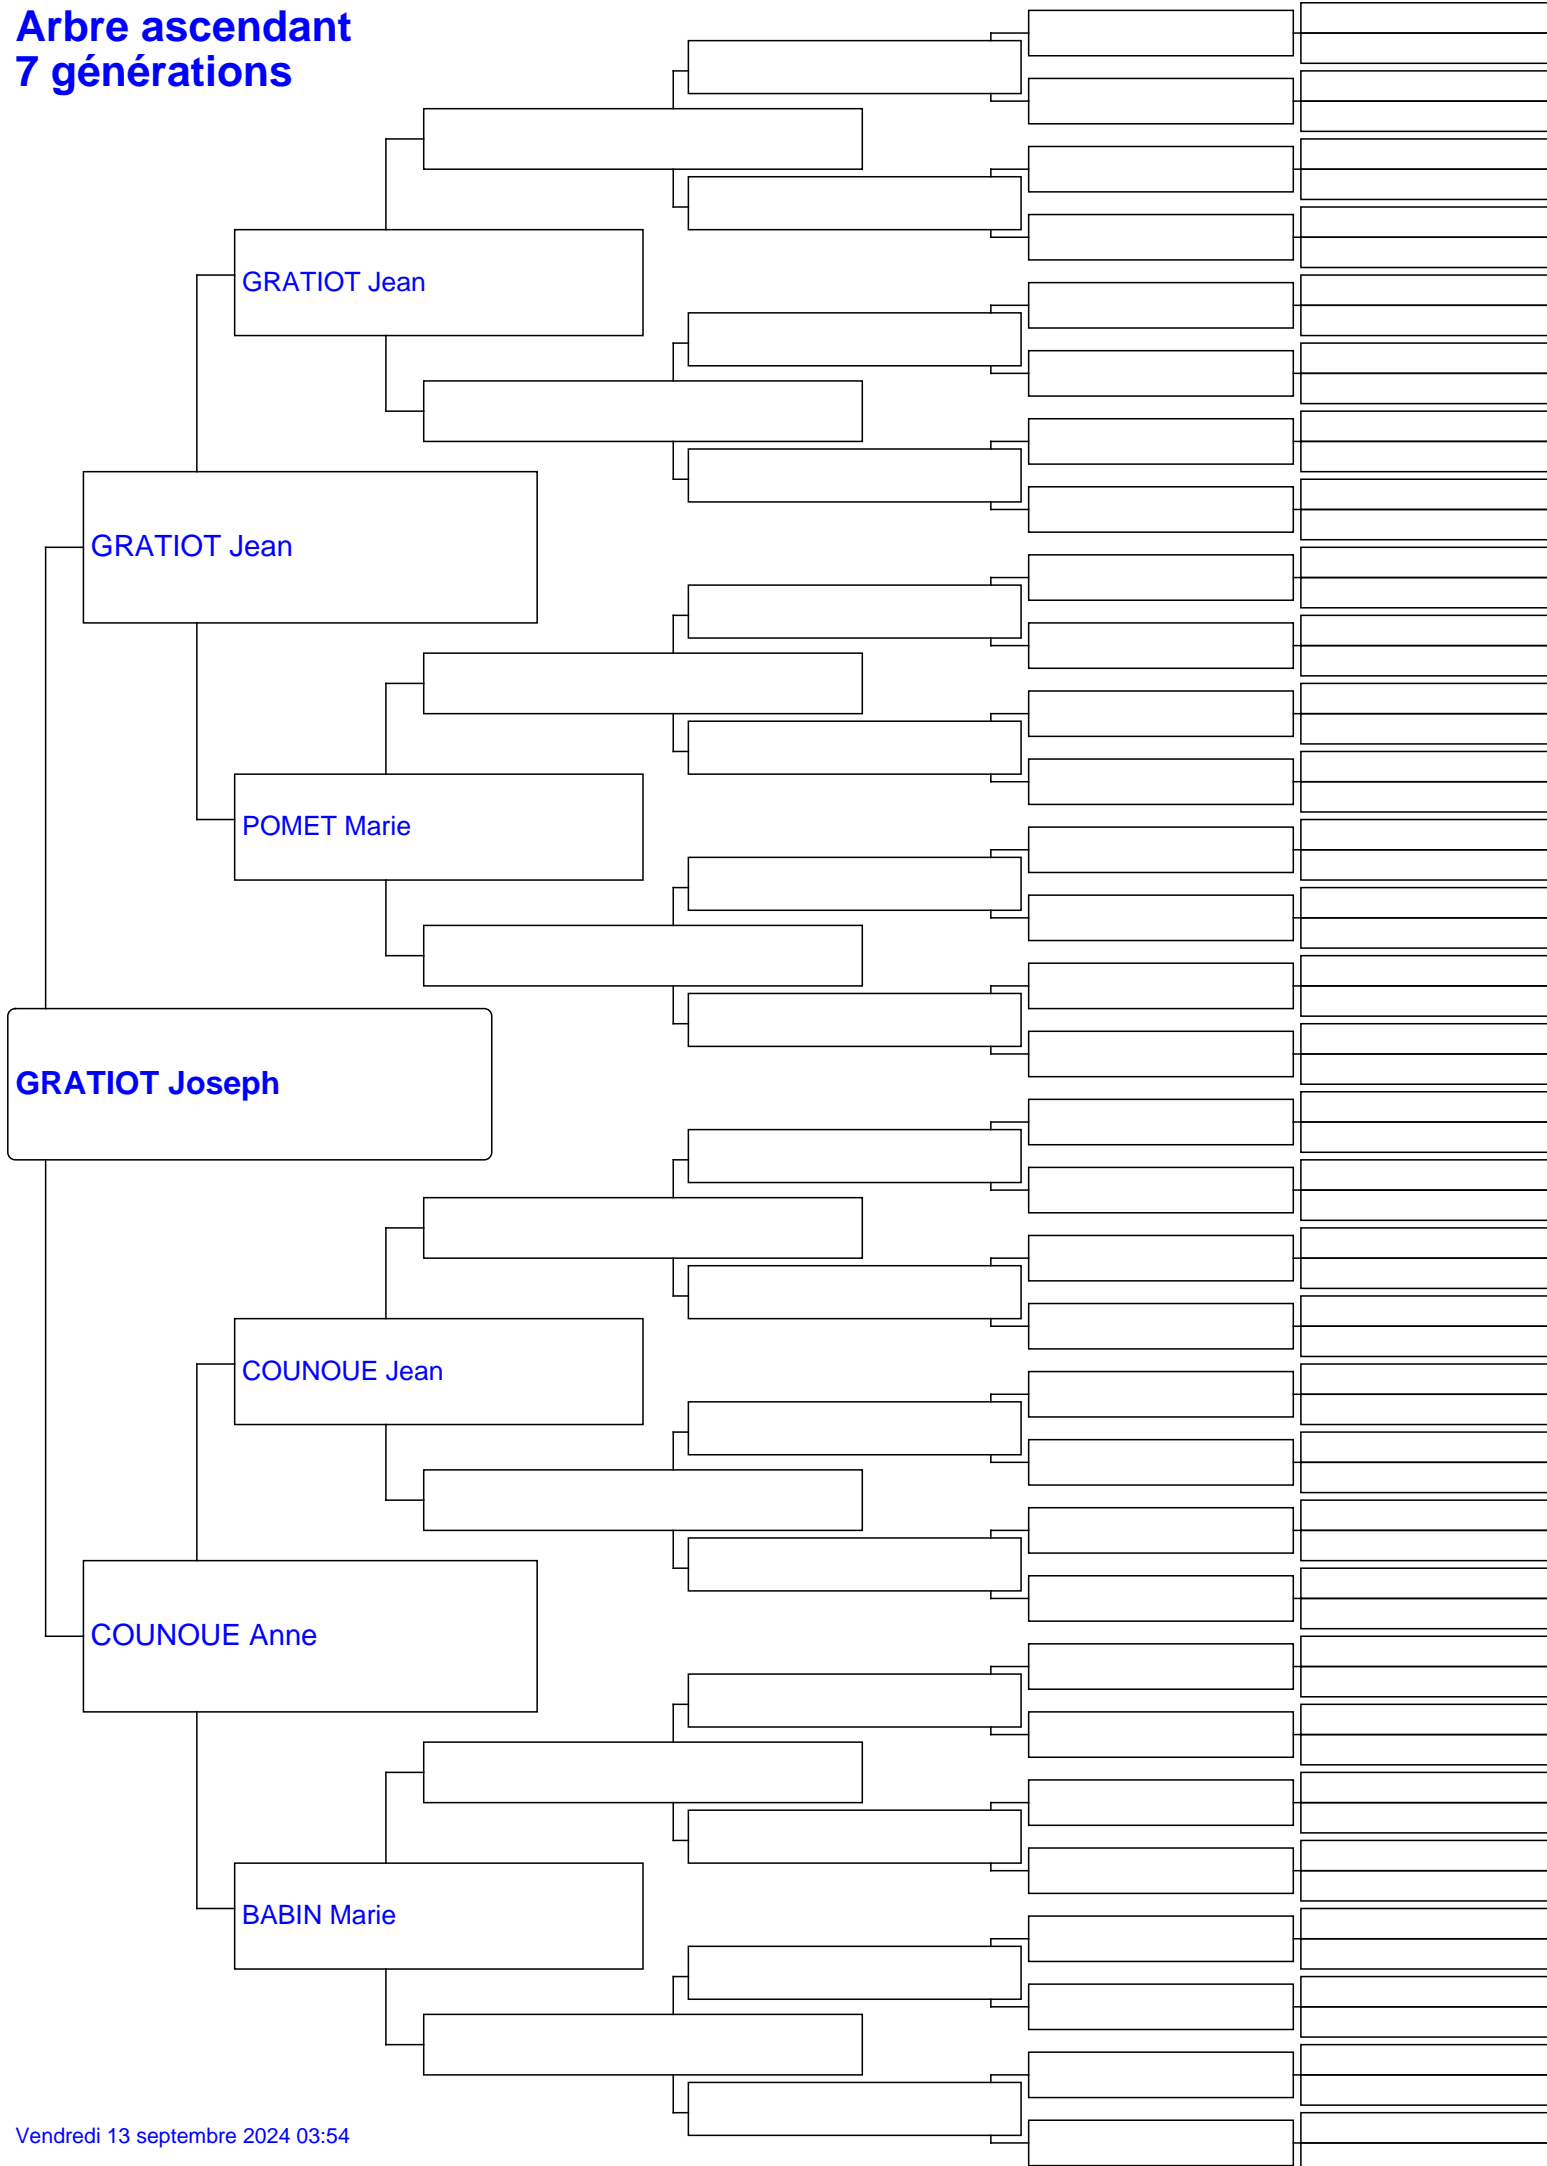 Arbre ascendant
7 générations
GRATIOT Jean
GRATIOT Jean
POMET Marie
GRATIOT Joseph
COUNOUE Jean
COUNOUE Anne
BABIN Marie
Vendredi 13 septembre 2024 03:54